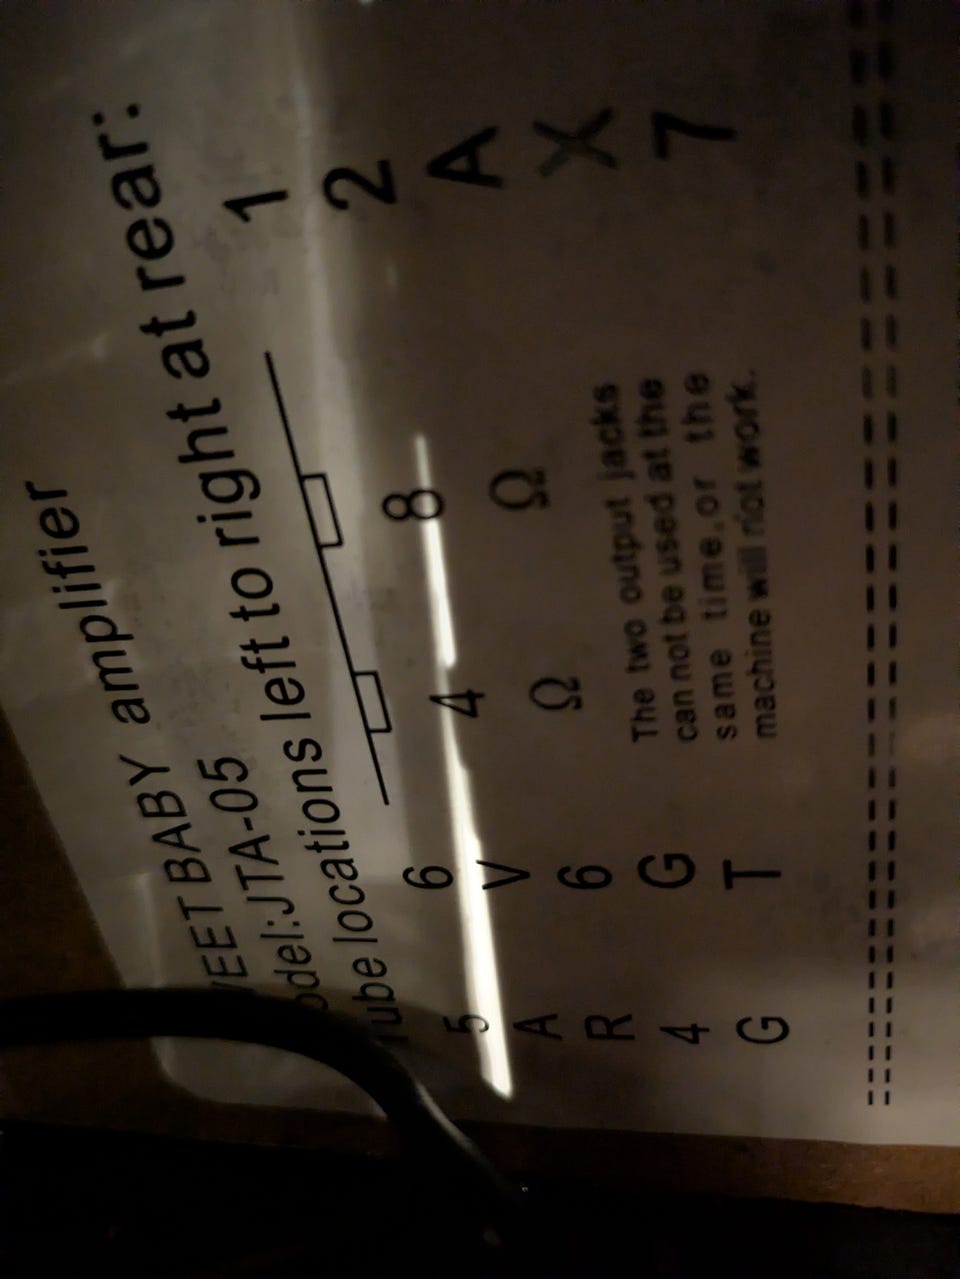 EET BABY amplifier
odel:JTA-05
ube locations left to right at rear:
5 6 4 8 1
A V Ω Ω 2
R 6 A
4 G X
G T 7
The two output jacks
can not be used at the
same time,or the
machine will not work.